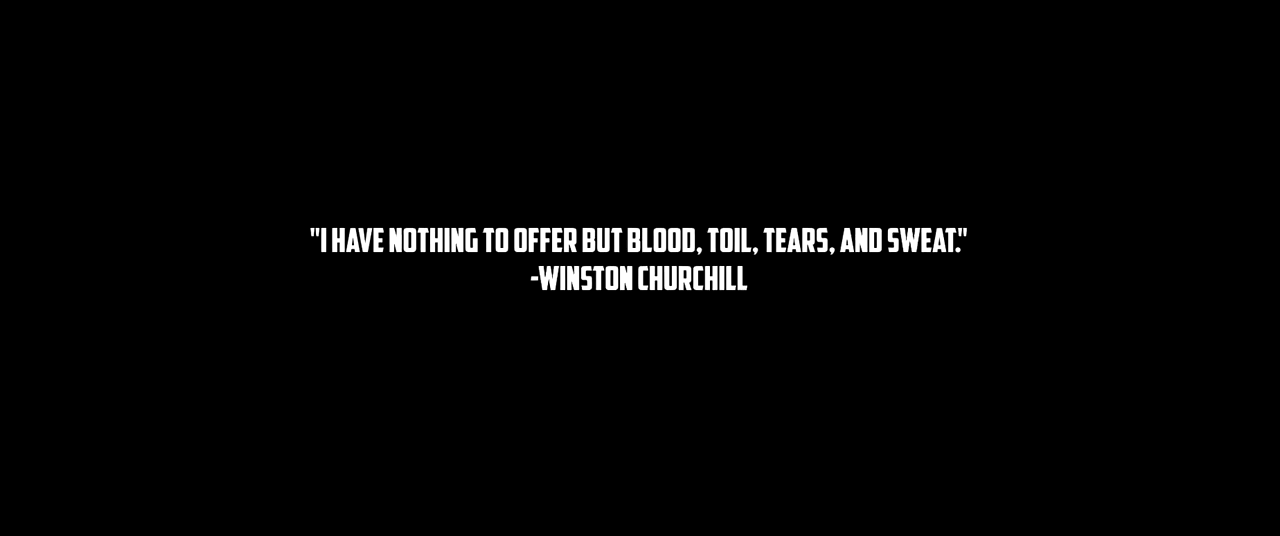 "I HAVE NOTHING TO OFFER BUT BLOOD, TOIL, TEARS, AND SWEAT."
-WINSTON CHURCHILL